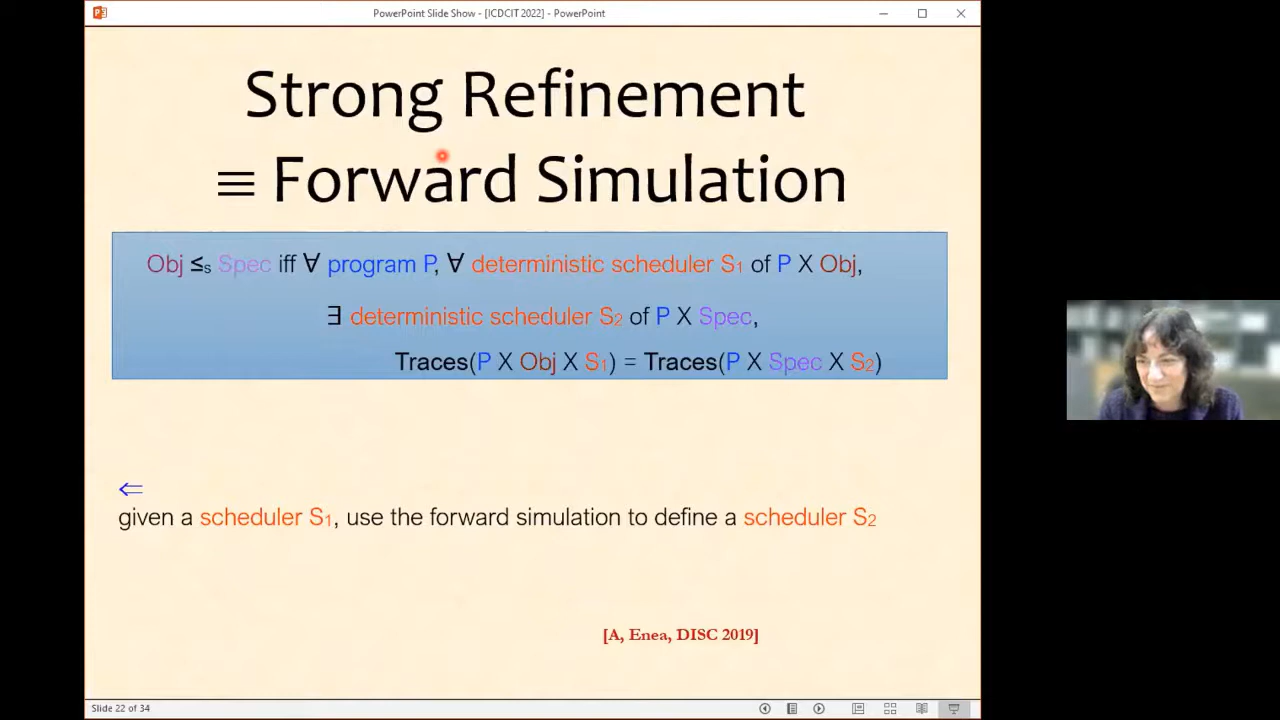 PowerPoint Slide Show - [ICDCIT 2022] - PowerPoint
Strong Refinement
≡ Forward Simulation
Obj ≤s Spec iff ∀ program P, ∀ deterministic scheduler S1 of P X Obj,
∃ deterministic scheduler S2 of P X Spec,
Traces(P X Obj X S1) = Traces(P X Spec X S2)
⇐
given a scheduler S1, use the forward simulation to define a scheduler S2
[A, Enea, DISC 2019]
Slide 22 of 34